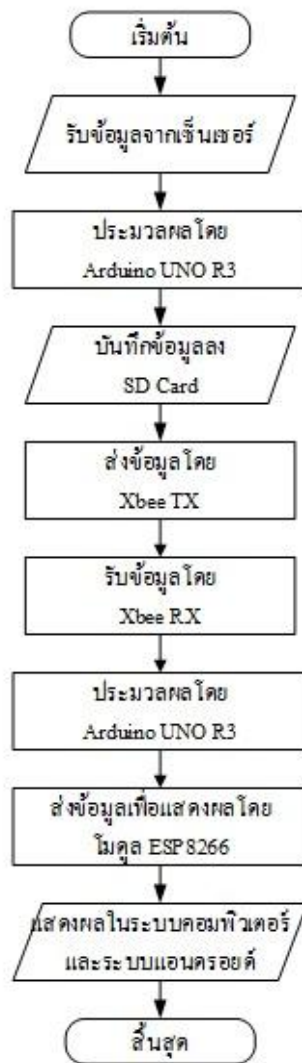 เริ่มต้น
รับข้อมูลจากเซ็นเซอร์
ประมวลผลโดย
Arduino UNO R3
บันทึกข้อมูลลง
SD Card
ส่งข้อมูลโดย
Xbee TX
รับข้อมูลโดย
Xbee RX
ประมวลผลโดย
Arduino UNO R3
ส่งข้อมูลเพื่อแสดงผลโดย
โมดูล ESP8266
แสดงผลในระบบคอมพิวเตอร์
และระบบแอนดรอยด์
สิ้นสุด